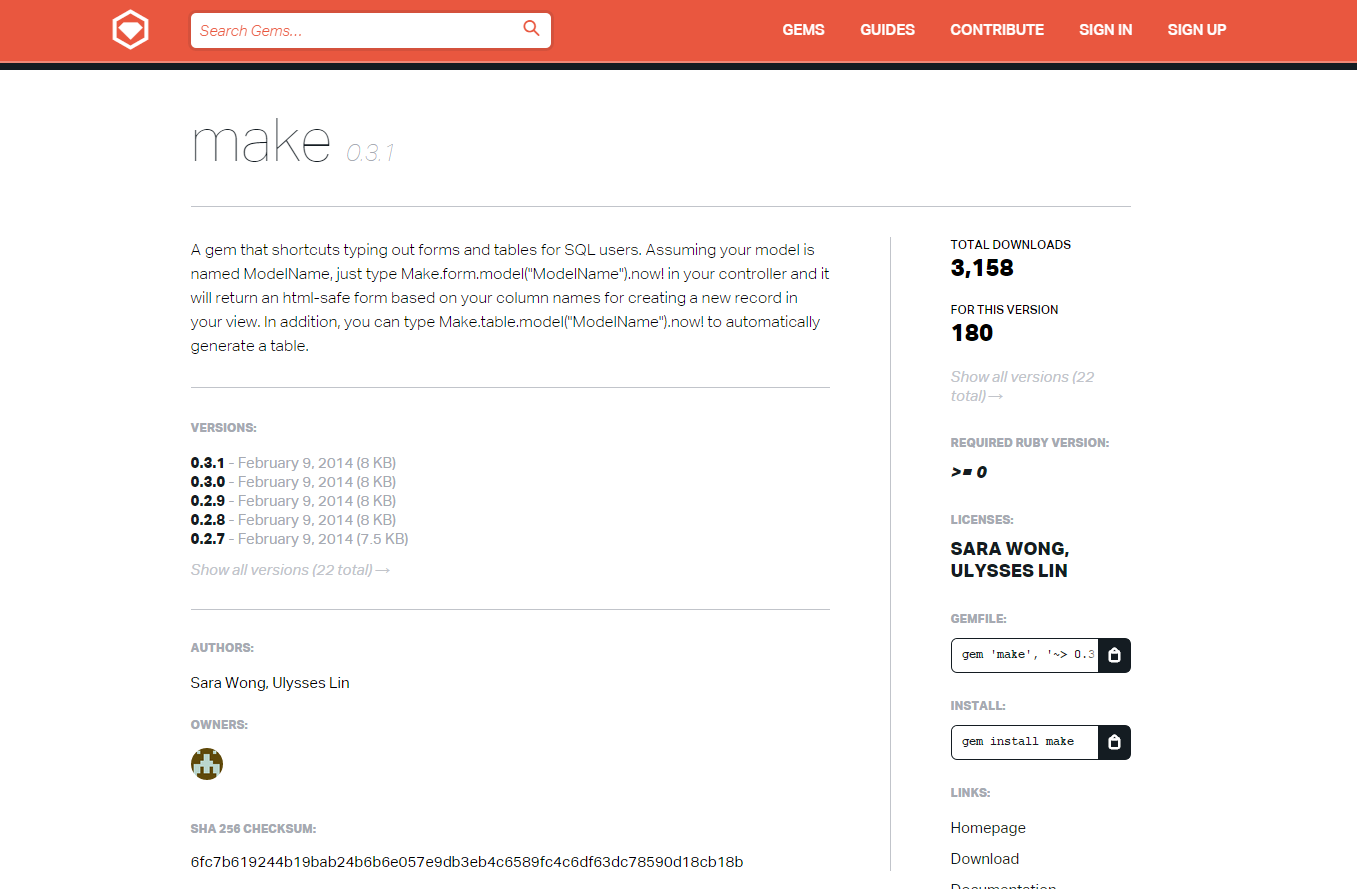 Search Gems...
GEMS
GUIDES
CONTRIBUTE
SIGN IN
SIGN UP
make 0.3.1
A gem that shortcuts typing out forms and tables for SQL users. Assuming your model is
named ModelName, just type Make.form.model("ModelName").now! in your controller and it
will return an html-safe form based on your column names for creating a new record in
your view. In addition, you can type Make.table.model("ModelName").now! to automatically
generate a table.
VERSIONS:
0.3.1 - February 9, 2014 (8 KB)
0.3.0 - February 9, 2014 (8 KB)
0.2.9 - February 9, 2014 (8 KB)
0.2.8 - February 9, 2014 (8 KB)
0.2.7 - February 9, 2014 (7.5 KB)
Show all versions (22 total) →
AUTHORS:
Sara Wong, Ulysses Lin
OWNERS:
SHA 256 CHECKSUM:
6fc7b619244b19bab24b6b6e057e9db3eb4c6589fc4c6df63dc78590d18cb18b
TOTAL DOWNLOADS
3,158
FOR THIS VERSION
180
Show all versions (22
total) →
REQUIRED RUBY VERSION:
>= 0
LICENSES:
SARA WONG,
ULYSSES LIN
GEMFILE:
gem 'make', '~> 0.3
INSTALL:
gem install make
LINKS:
Homepage
Download
Documentation